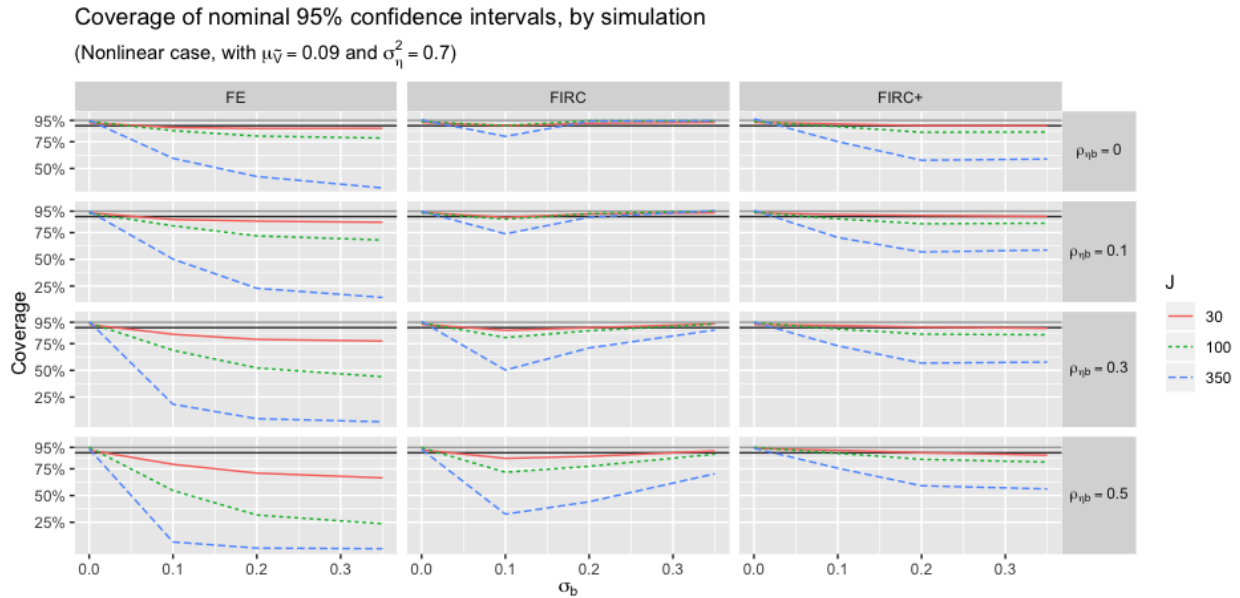 Coverage of nominal 95% confidence intervals, by simulation
(Nonlinear case, with μ_Ṽ = 0.09 and σ²_η = 0.7)
FE FIRC FIRC+
95%
75%
50%
ρηb = 0
95%
75%
50%
25%
ρηb = 0.1
95%
75%
50%
25%
ρηb = 0.3
95%
75%
50%
25%
ρηb = 0.5
Coverage
0.0 0.1 0.2 0.3 0.0 0.1 0.2 0.3 0.0 0.1 0.2 0.3
σb
J
30
100
350